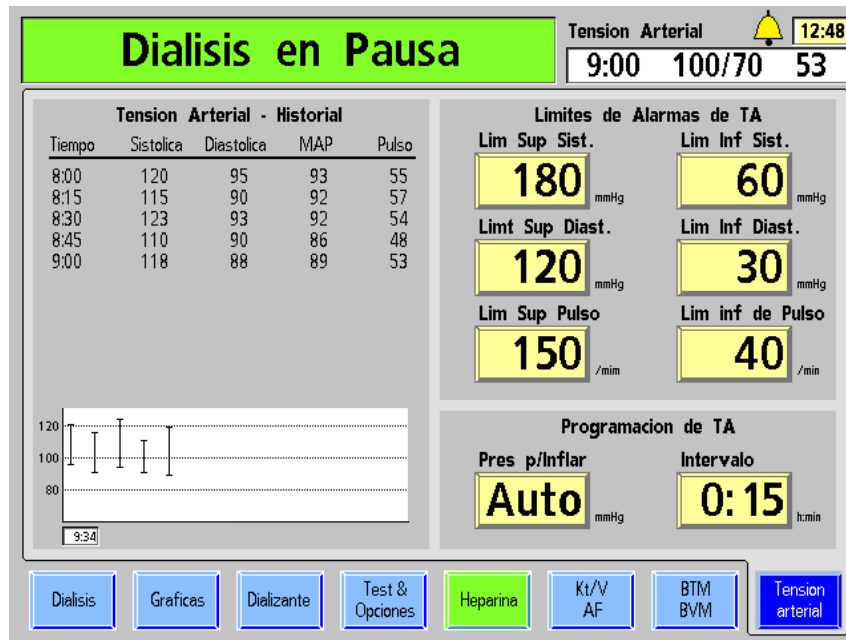 Dialisis en Pausa
Tension Arterial
12:48
9:00 100/70 53
Tension Arterial - Historial
Tiempo Sistolica Diastolica MAP Pulso
8:00 120 95 93 55
8:15 115 90 92 57
8:30 123 93 92 54
8:45 110 90 86 48
9:00 118 88 89 53
120
100
80
9:34
Limites de Alarmas de TA
Lim Sup Sist. Lim Inf Sist.
180 mmHg 60 mmHg
Limt Sup Diast. Lim Inf Diast.
120 mmHg 30 mmHg
Lim Sup Pulso Lim inf de Pulso
150 /min 40 /min
Programacion de TA
Pres p/Inflar Intervalo
Auto mmHg 0:15 h:min
Dialisis
Graficas
Dializante
Test &
Opciones
Heparina
Kt/V
AF
BTM
BVM
Tension
arterial